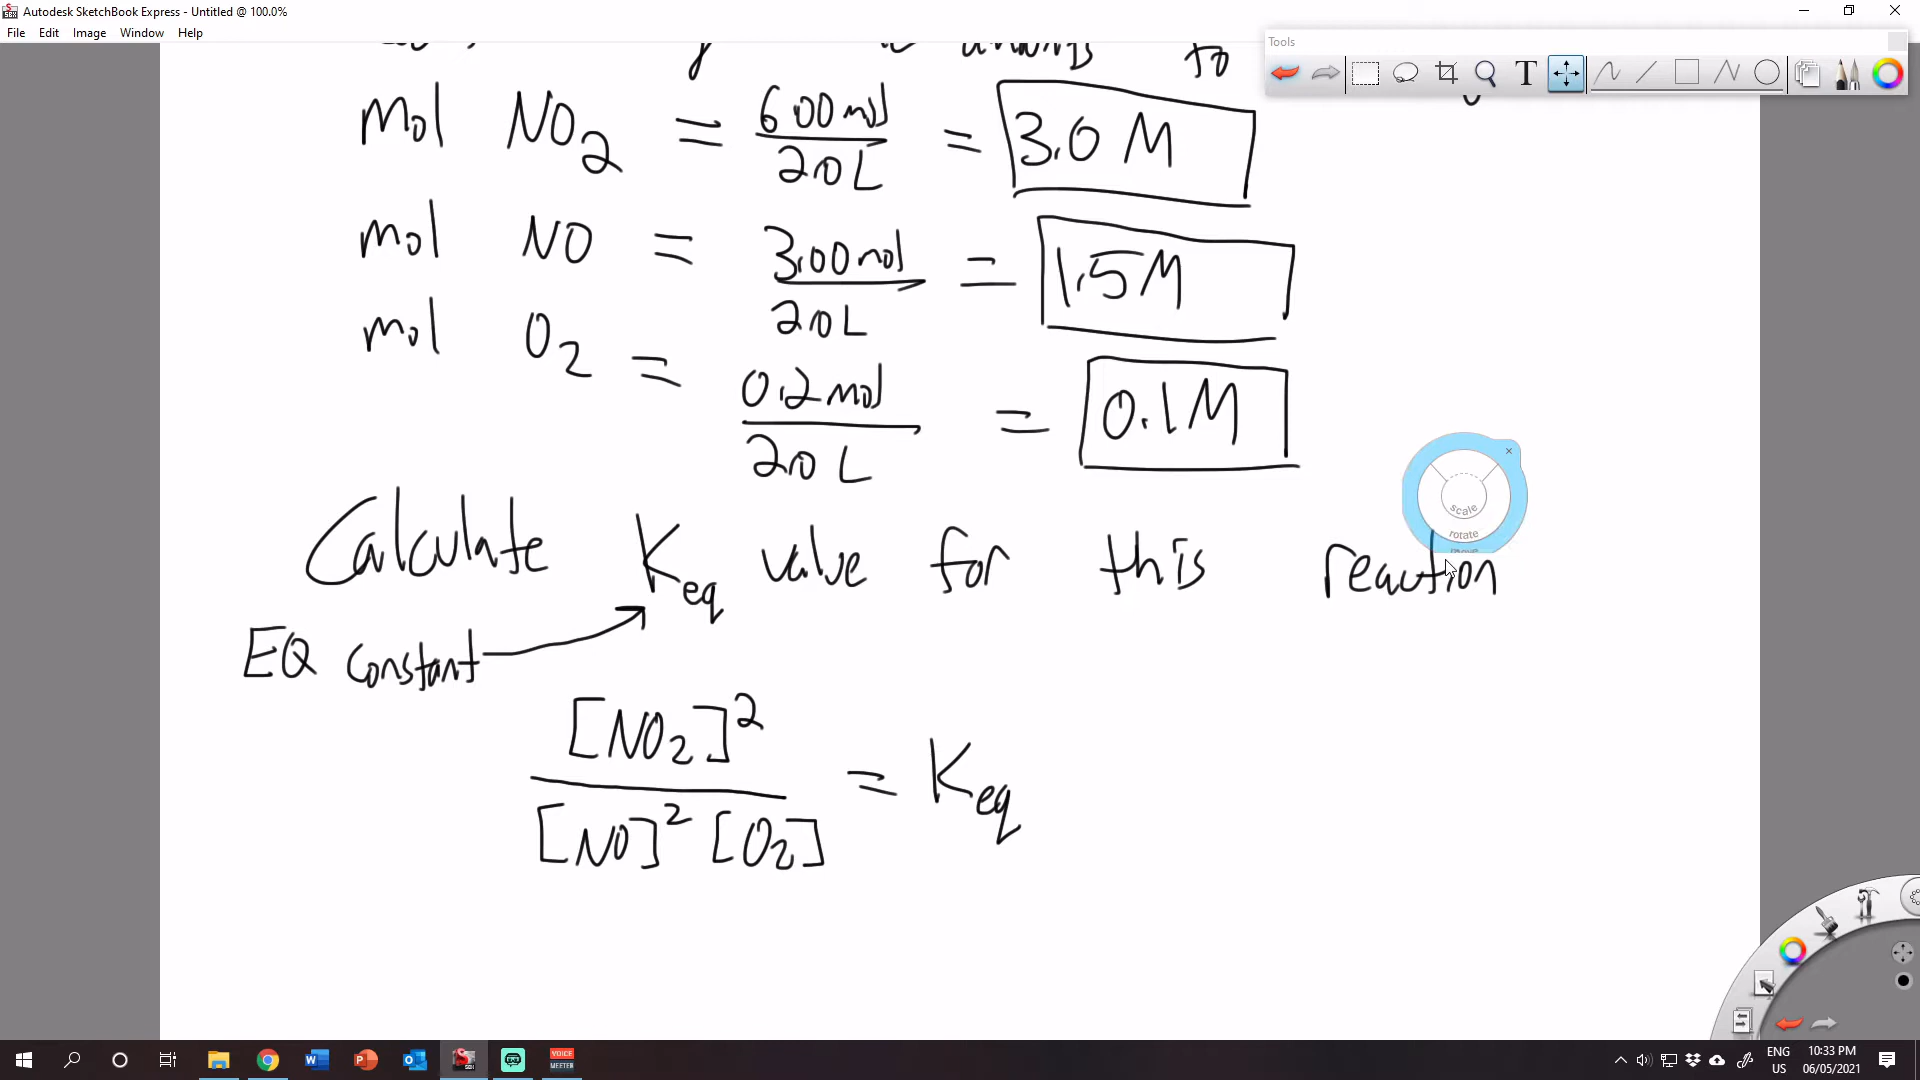 Autodesk SketchBook Express - Untitled @ 100.0%
File Edit Image Window Help
Tools
T
to
mol NO2 = 6.00 mol / 2.0 L = 3.0 M
mol NO = 3.00 mol / 2.0 L = 1.5 M
mol O2 = 0.2 mol / 2.0 L = 0.1 M
scale
rotate
Calculate Keq value for this reaction
EQ constant
[NO2]^2 / [NO]^2 [O2] = Keq
VOICE
MEETER
ENG
US
10:33 PM
06/05/2021